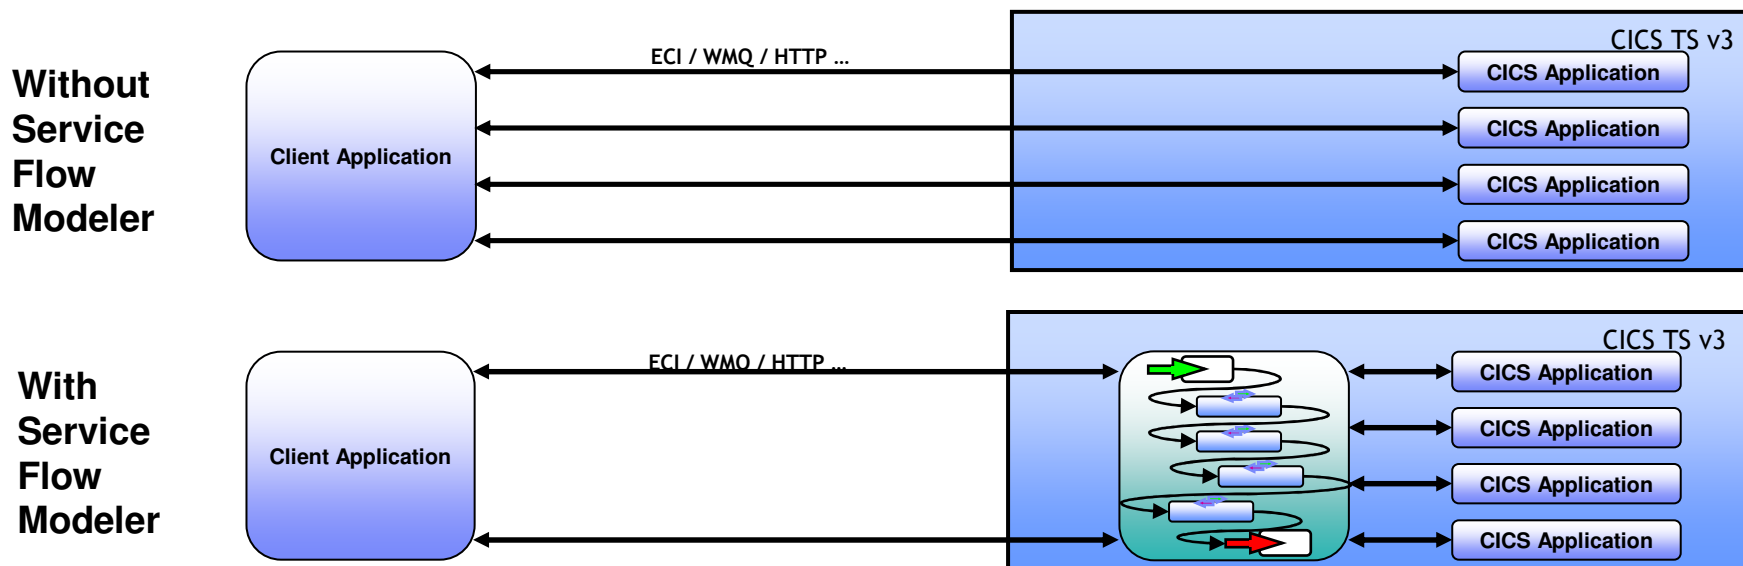 Without
Service
Flow
Modeler
Client Application
ECI / WMQ / HTTP ...
CICS TS v3
CICS Application
CICS Application
CICS Application
CICS Application
With
Service
Flow
Modeler
Client Application
ECI / WMQ / HTTP ...
CICS TS v3
CICS Application
CICS Application
CICS Application
CICS Application